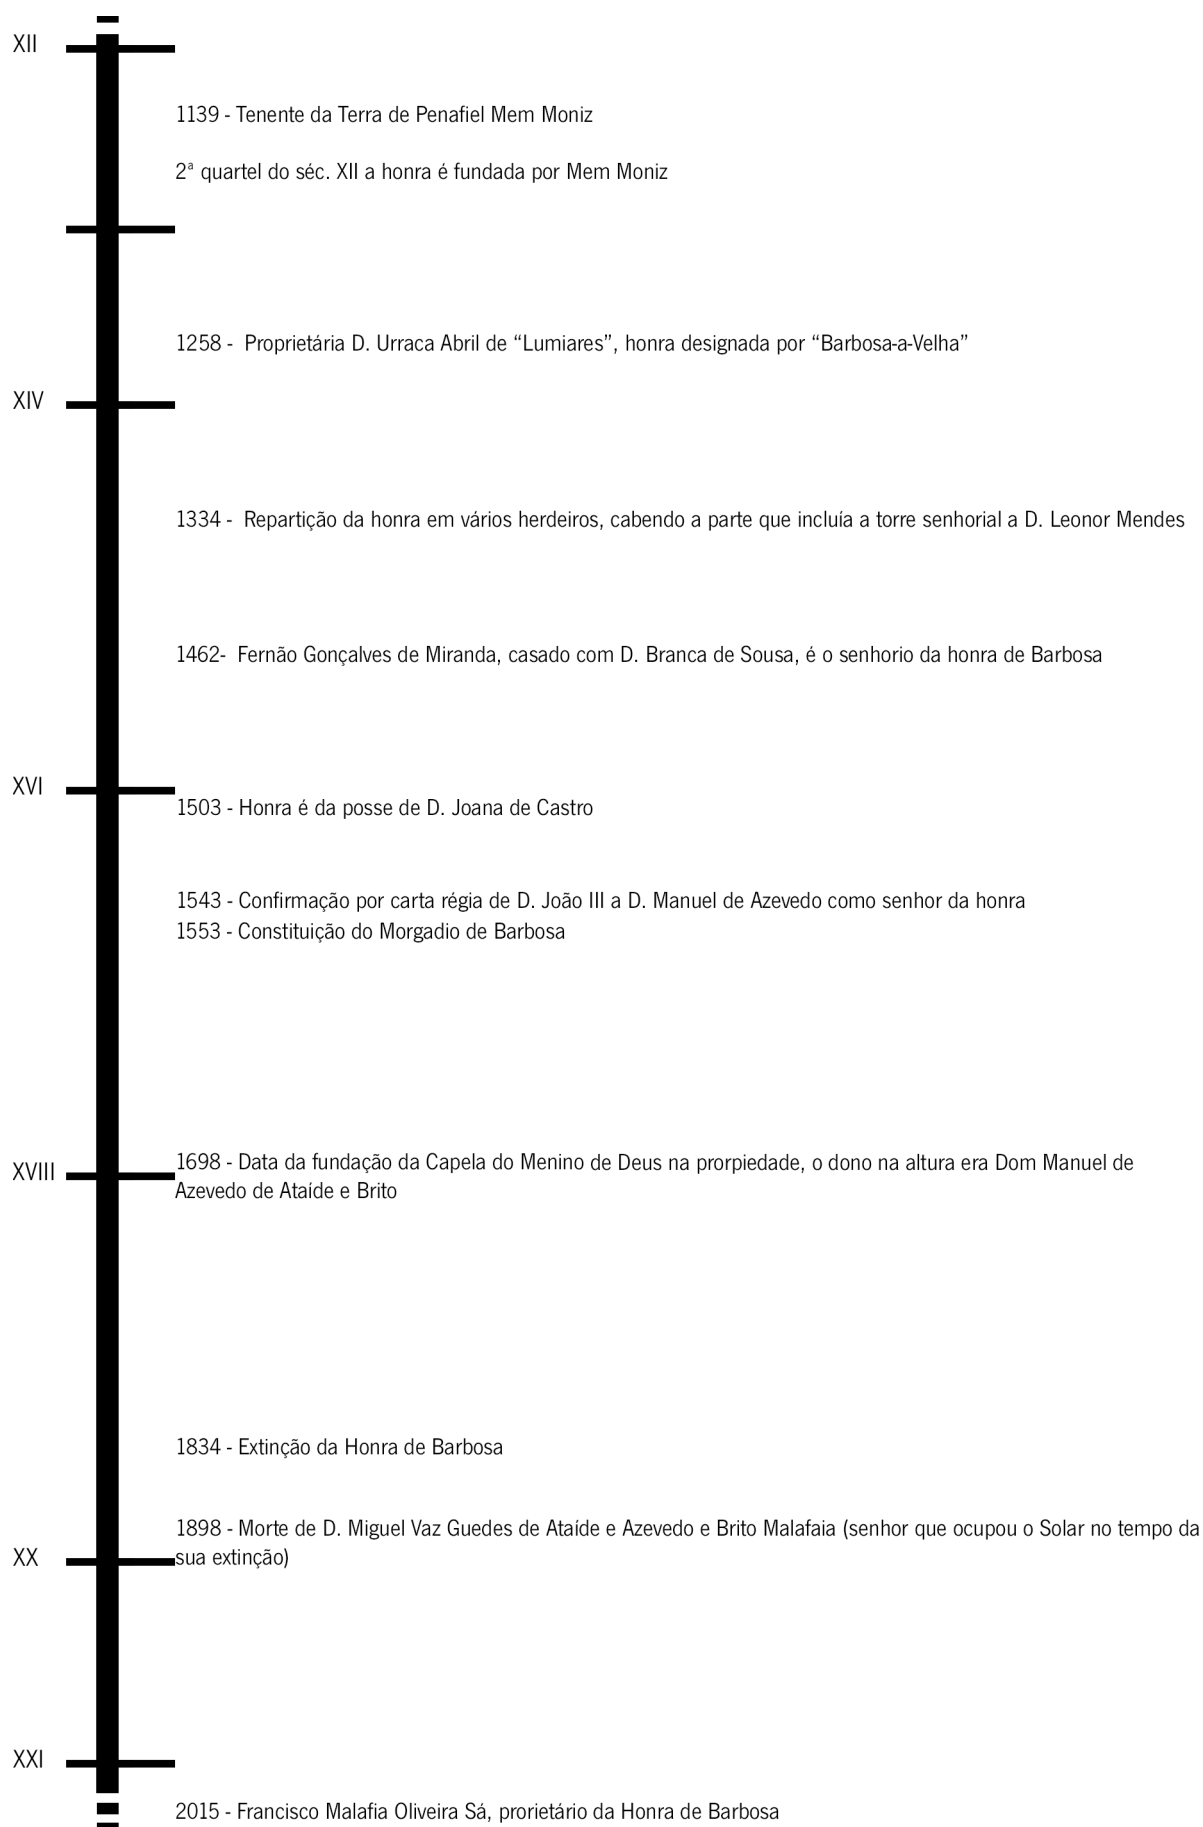 XII
1139 - Tenente da Terra de Penafiel Mem Moniz
2ª quartel do séc. XII a honra é fundada por Mem Moniz
1258 -  Proprietária D. Urraca Abril de “Lumiares”, honra designada por “Barbosa-a-Velha”
XIV
1334 -  Repartição da honra em vários herdeiros, cabendo a parte que incluía a torre senhorial a D. Leonor Mendes
1462-  Fernão Gonçalves de Miranda, casado com D. Branca de Sousa, é o senhorio da honra de Barbosa
XVI
1503 - Honra é da posse de D. Joana de Castro
1543 - Confirmação por carta régia de D. João III a D. Manuel de Azevedo como senhor da honra
1553 - Constituição do Morgadio de Barbosa
XVIII
1698 - Data da fundação da Capela do Menino de Deus na prorpiedade, o dono na altura era Dom Manuel de
Azevedo de Ataíde e Brito
1834 - Extinção da Honra de Barbosa
1898 - Morte de D. Miguel Vaz Guedes de Ataíde e Azevedo e Brito Malafaia (senhor que ocupou o Solar no tempo da
XX
sua extinção)
XXI
2015 - Francisco Malafia Oliveira Sá, prorietário da Honra de Barbosa